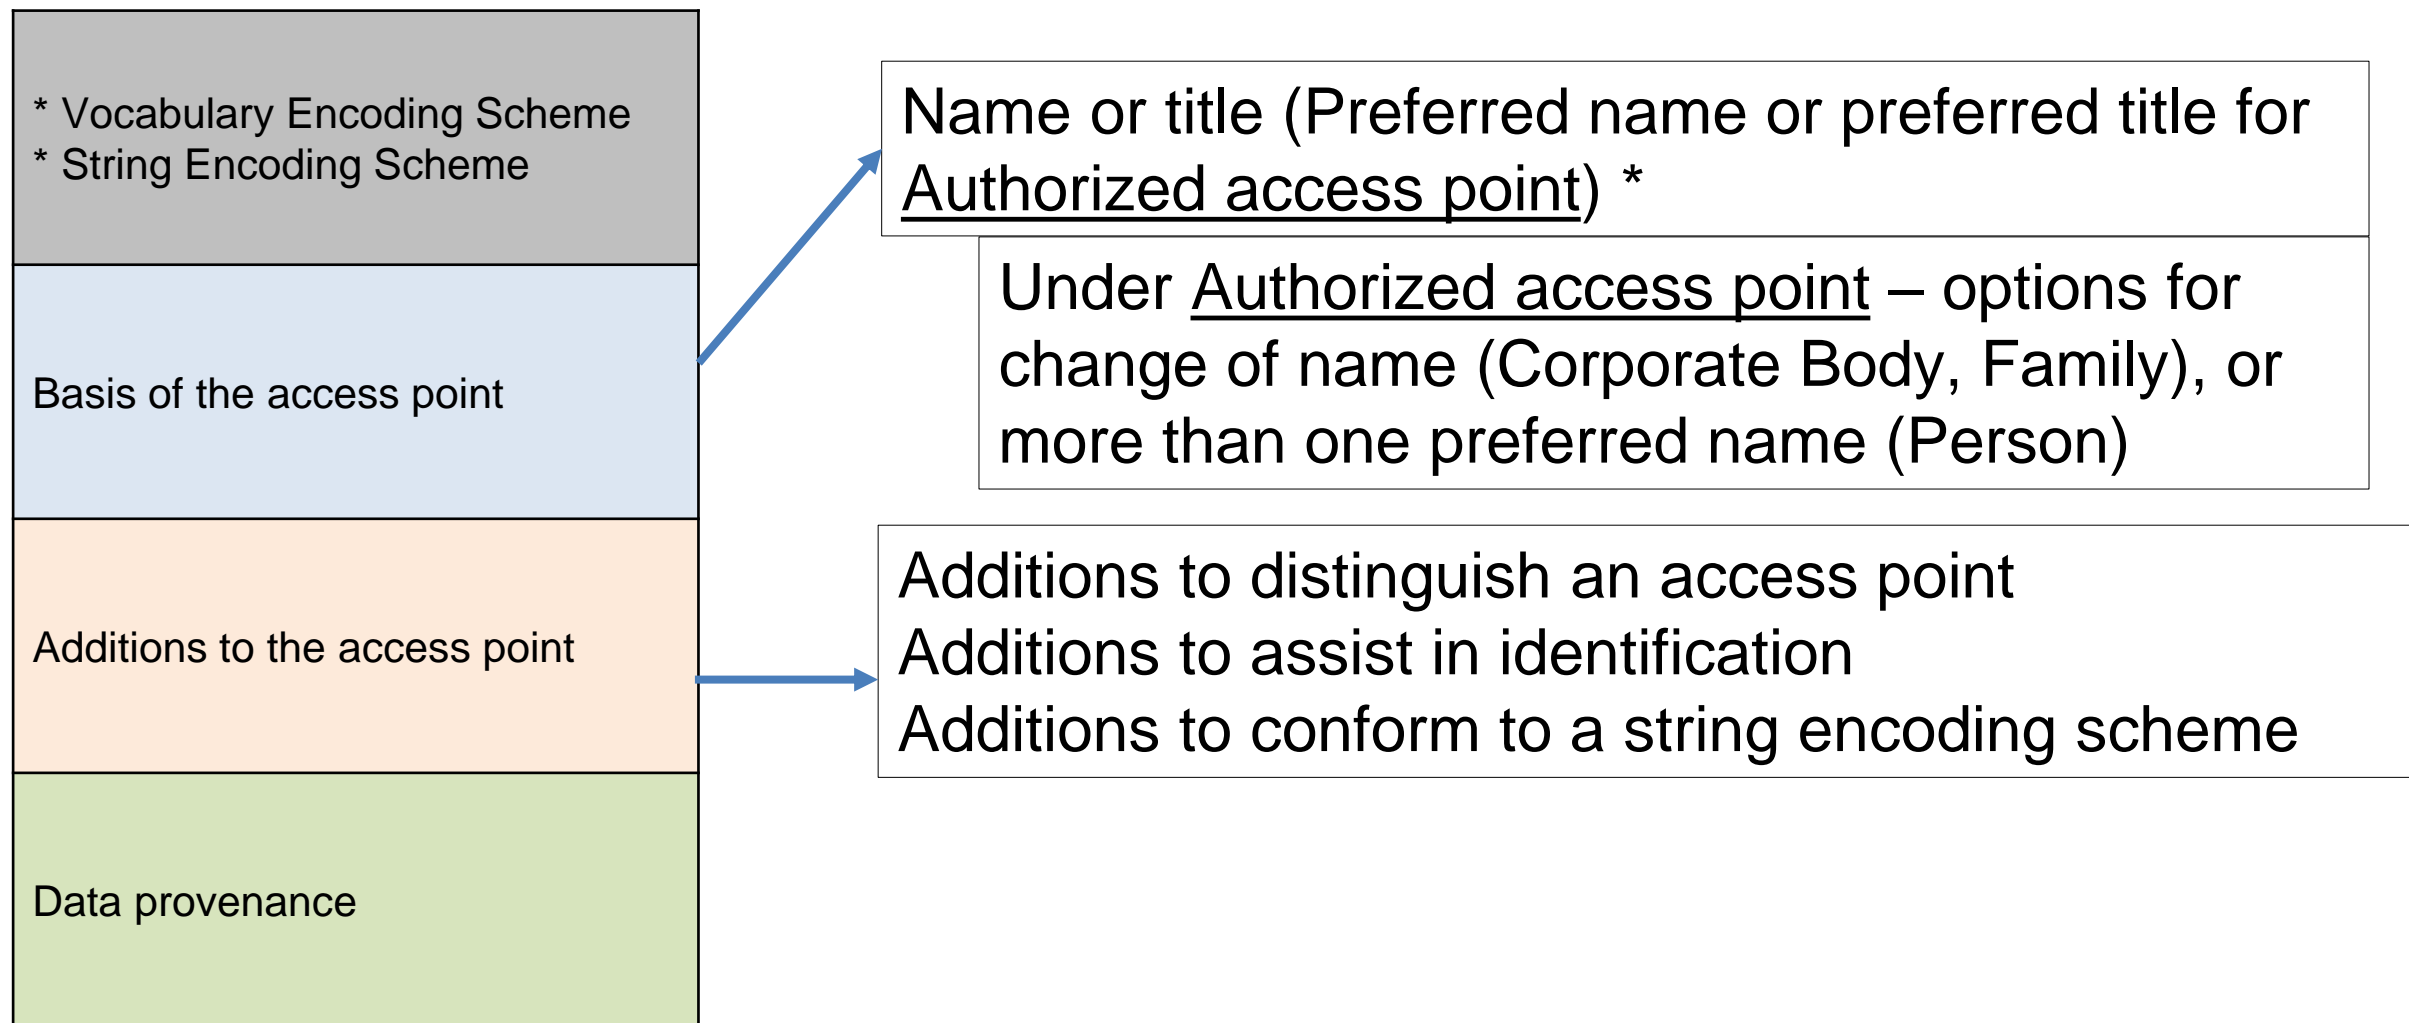 * Vocabulary Encoding Scheme
* String Encoding Scheme
Basis of the access point
Additions to the access point
Data provenance
Name or title (Preferred name or preferred title for
Authorized access point) *
Under Authorized access point – options for
change of name (Corporate Body, Family), or
more than one preferred name (Person)
Additions to distinguish an access point
Additions to assist in identification
Additions to conform to a string encoding scheme